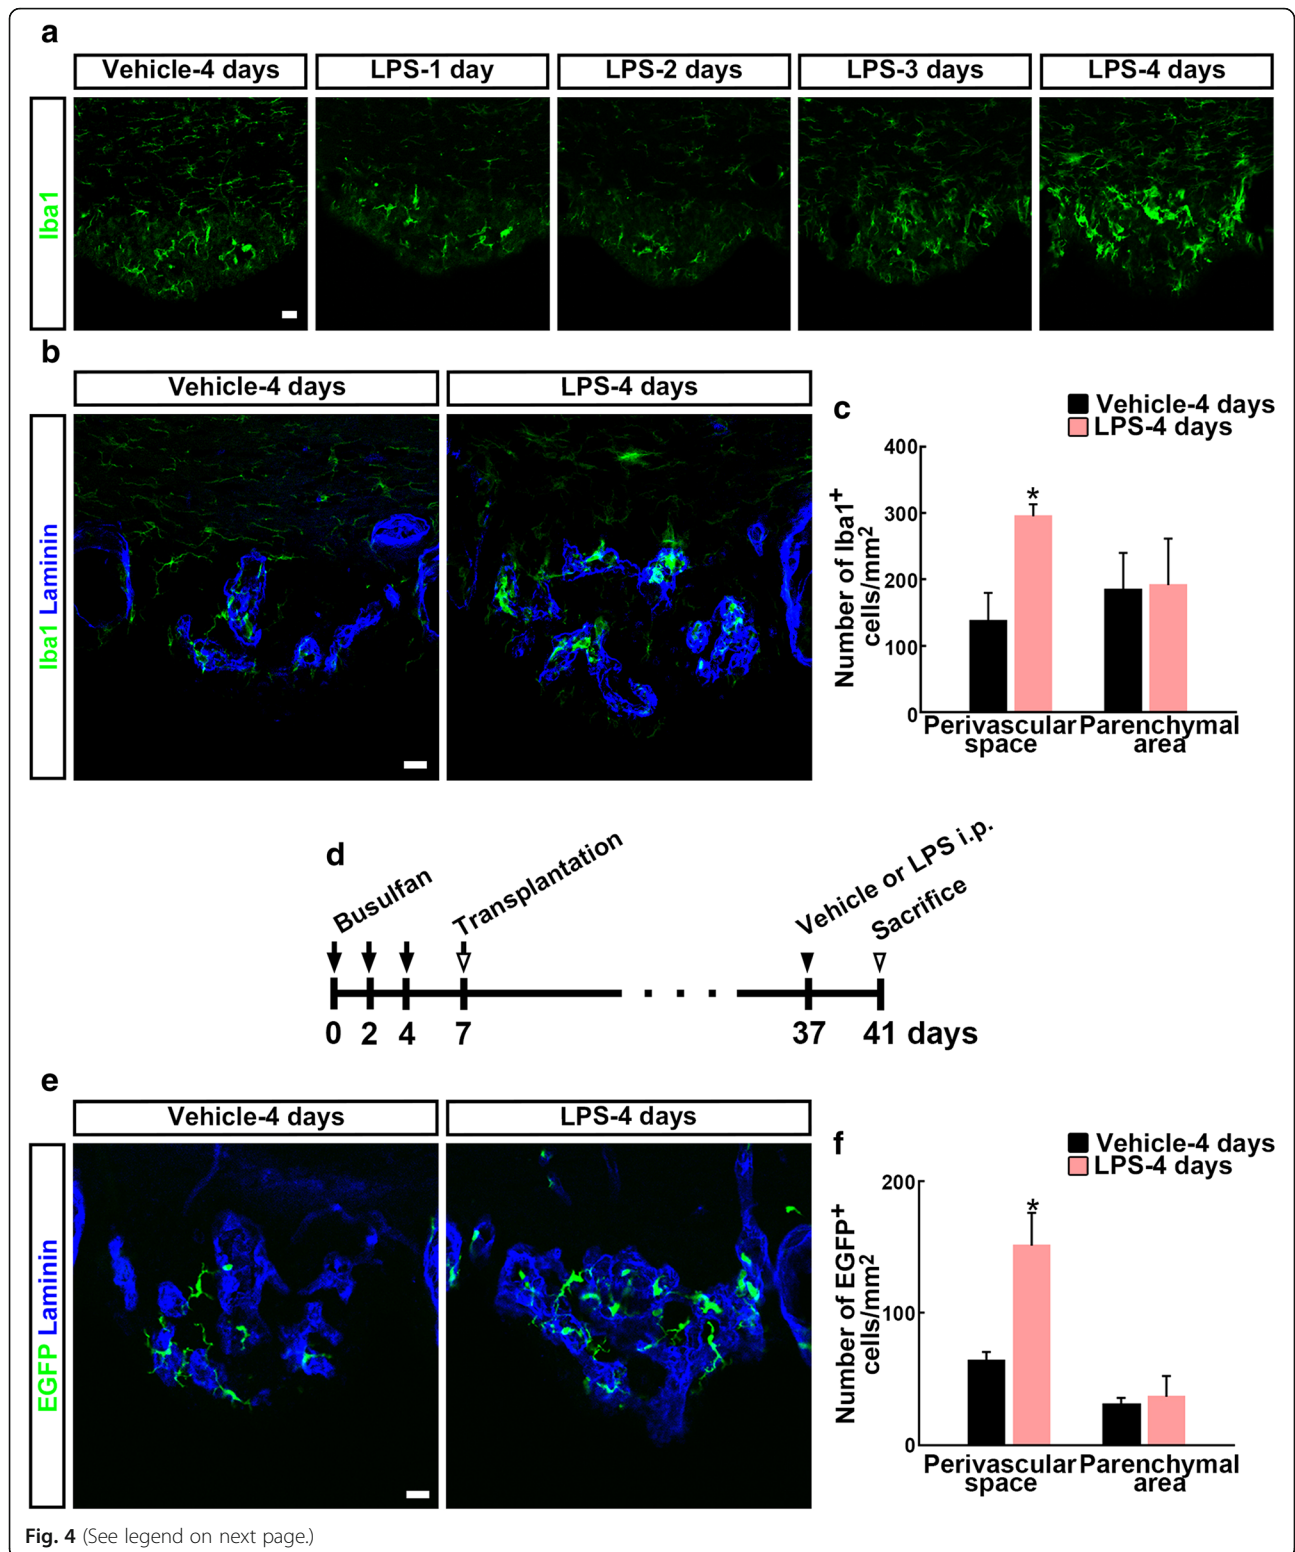 a
Vehicle-4 days
LPS-1 day
LPS-2 days
LPS-3 days
LPS-4 days
Iba1
b
Vehicle-4 days
LPS-4 days
Iba1 Laminin
c
Vehicle-4 days
LPS-4 days
Number of Iba1+
cells/mm2
400
300
200
100
0
*
Perivascular
space
Parenchymal
area
d
Busulfan
Transplantation
Vehicle or LPS i.p.
Sacrifice
0 2 4 7 37 41 days
e
Vehicle-4 days
LPS-4 days
EGFP Laminin
f
Vehicle-4 days
LPS-4 days
Number of EGFP+
cells/mm2
200
100
0
*
Perivascular
space
Parenchymal
area
Fig. 4 (See legend on next page.)